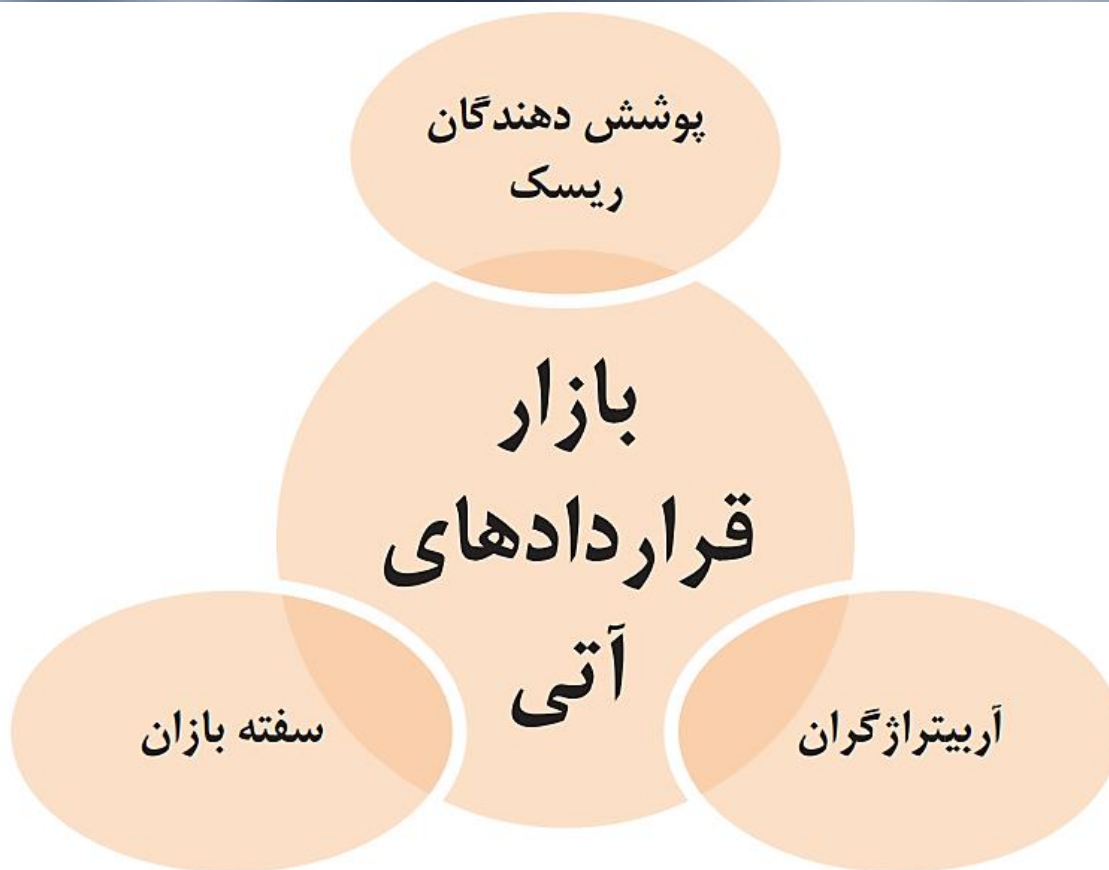 پوشش دهندگان
ریسک
بازار
قراردادهای
آتی
آربیتراژگران
سفته بازان